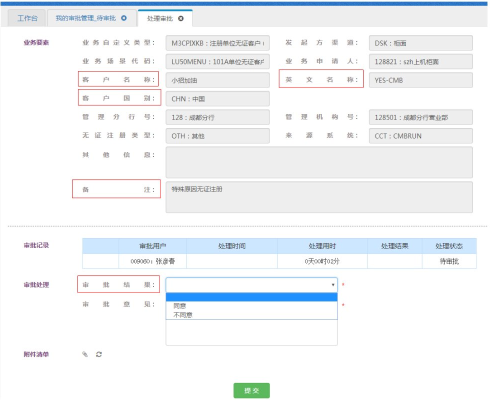 工作台 我的审批管理_待审批 处理审批
业务要素 业务自定义类型: M3CPIXKB:注册单位无证客户( 发起方渠道: DSK:柜面
业务场景代码: LUS0MENU:101A单位无证客户 业务申请人: 128821:szh上机柜面
客户名称: 小招加油 英文名称: YES-CMB
客户国别: CHN:中国
管理分行号: 128:成都分行 管理机构号: 128501:成都分行营业部
无证注册类型: OTH:其他 来源系统: CCT:CMBRUN
其他信息:
备注: 特殊原因无证注册
审批记录 审批用户 处理时间 处理用时 处理结果 处理状态
009060:张彦香 0天00时02分 待审批
审批处理 审批结果: *
审批意见: *
同意
不同意
附件清单
提交